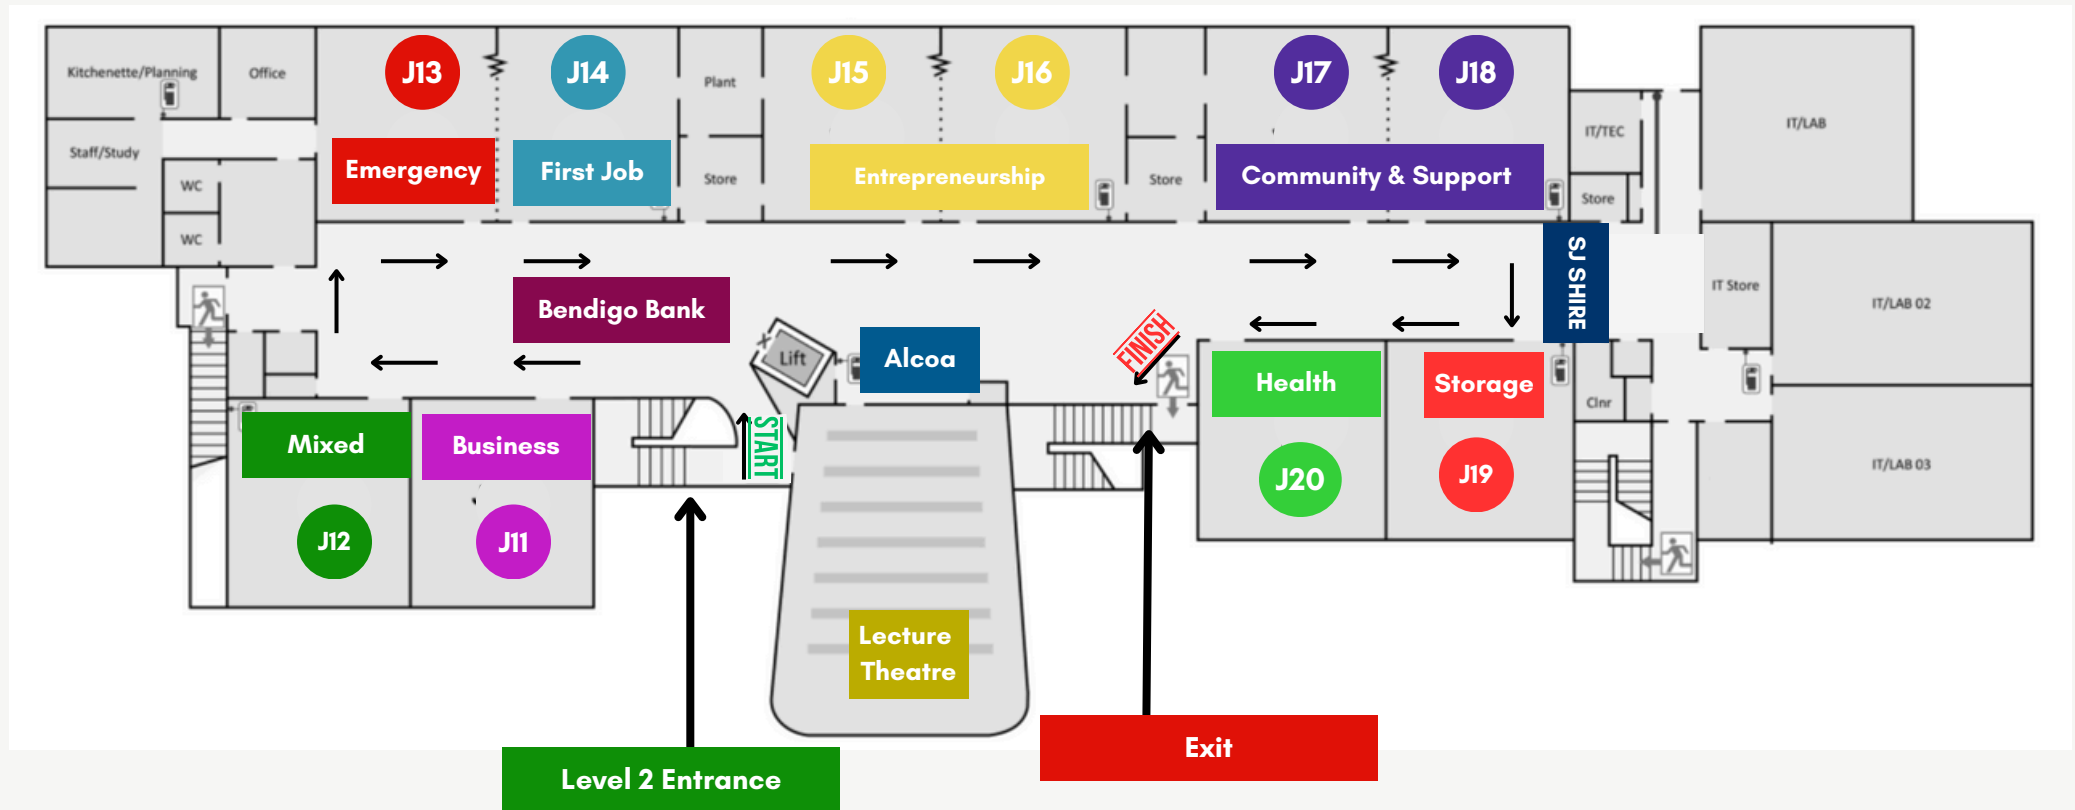 Kitchenette/Planning
Office
J13
J14
Plant
J15
J16
J17
J18
IT/TEC
IT/LAB
Staff/Study
WC
Emergency
First Job
Store
Entrepreneurship
Store
Community & Support
Store
WC
SJ SHIRE
IT Store
IT/LAB 02
Bendigo Bank
Lift
Alcoa
FINISH
Health
Storage
Clnr
Mixed
Business
START
J20
J19
IT/LAB 03
J12
J11
Lecture
Theatre
Exit
Level 2 Entrance